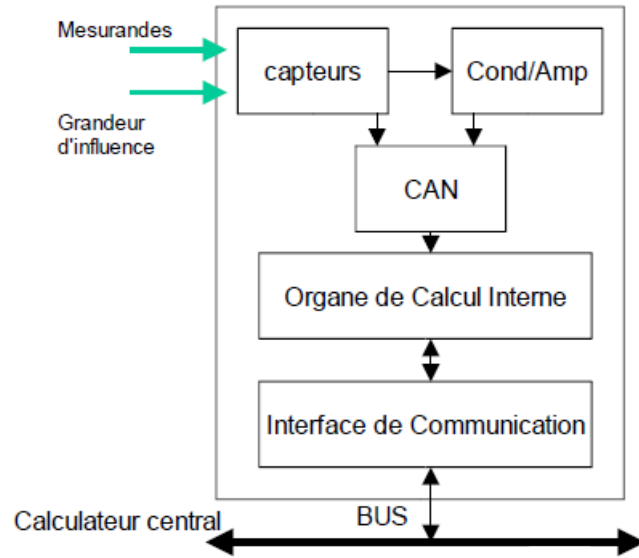 Mesurandes
capteurs
Cond/Amp
Grandeur
d'influence
CAN
Organe de Calcul Interne
Interface de Communication
Calculateur central
BUS